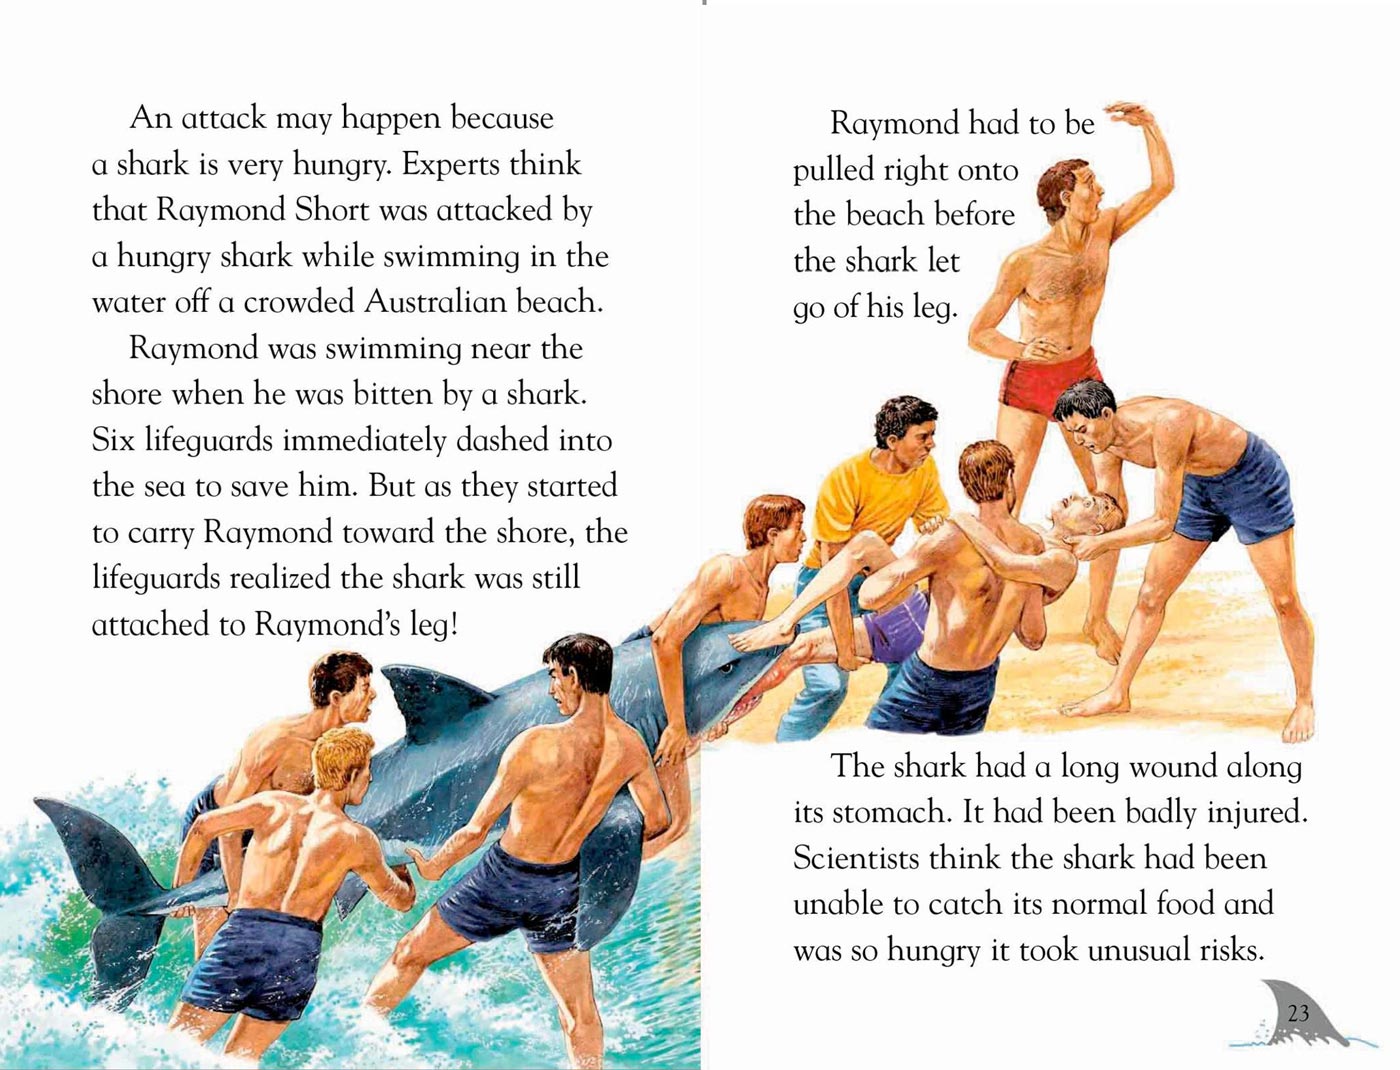 An attack may happen because
a shark is very hungry. Experts think
that Raymond Short was attacked by
a hungry shark while swimming in the
water off a crowded Australian beach.
Raymond was swimming near the
shore when he was bitten by a shark.
Six lifeguards immediately dashed into
the sea to save him. But as they started
to carry Raymond toward the shore, the
lifeguards realized the shark was still
attached to Raymond's leg!
Raymond had to be
pulled right onto
the beach before
the shark let
go of his leg.
The shark had a long wound along
its stomach. It had been badly injured.
Scientists think the shark had been
unable to catch its normal food and
was so hungry it took unusual risks.
23